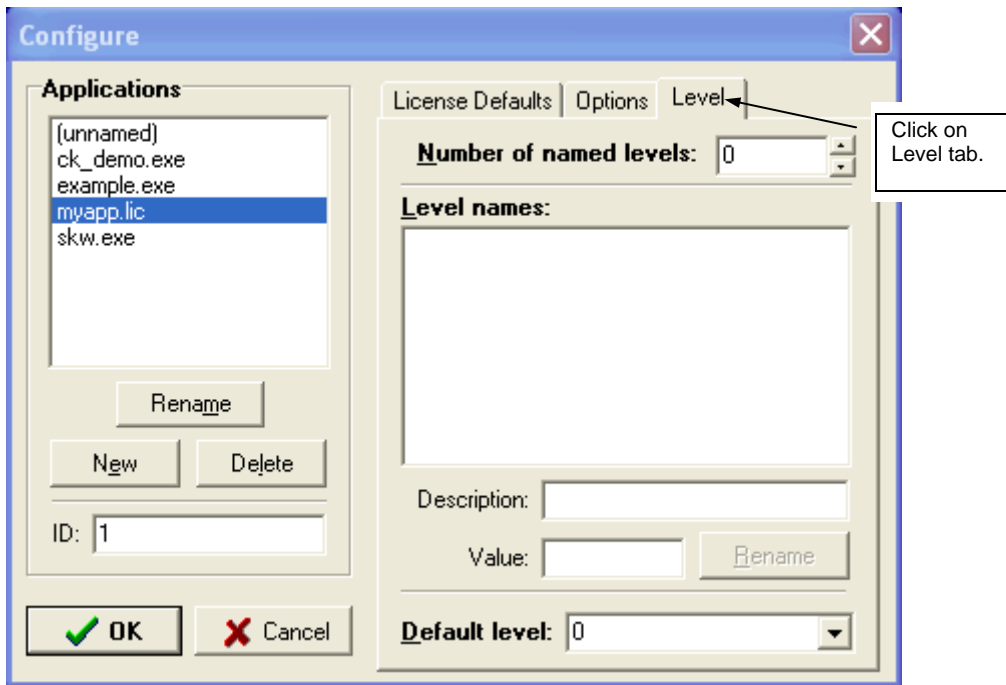 Configure
Applications
(unnamed)
ck_demo.exe
example.exe
myapp.lic
skw.exe
Rename
New
Delete
ID: 1
OK
Cancel
License Defaults
Options
Level
Number of named levels: 0
Level names:
Description:
Value:
Rename
Default level: 0
Click on
Level tab.